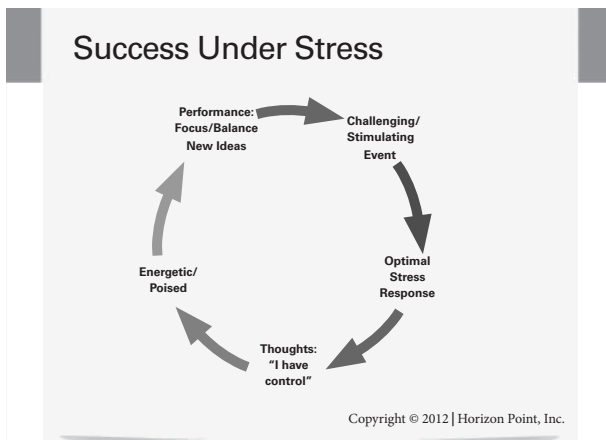 Success Under Stress
Performance:
Focus/Balance
New Ideas
Challenging/
Stimulating
Event
Optimal
Stress
Response
Thoughts:
“I have
control”
Energetic/
Poised
Copyright © 2012 | Horizon Point, Inc.